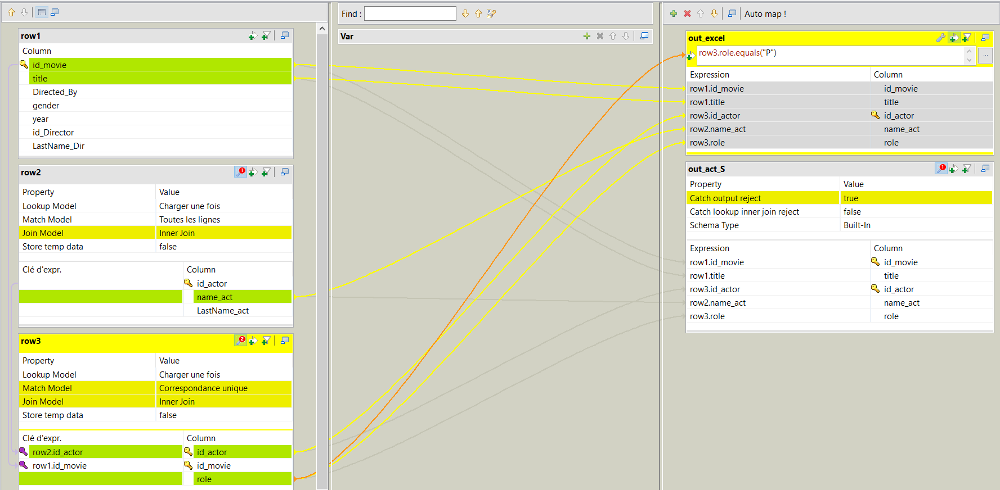 row1
Column
id_movie
title
Directed_By
gender
year
id_Director
LastName_Dir
row2
1
Property Value
Lookup Model Charger une fois
Match Model Toutes les lignes
Join Model Inner Join
Store temp data false
Clé d'expr. Column
id_actor
name_act
LastName_act
row3
2
Property Value
Lookup Model Charger une fois
Match Model Correspondance unique
Join Model Inner Join
Store temp data false
Clé d'expr. Column
row2.id_actor id_actor
row1.id_movie id_movie
role
Find :
Var
Auto map !
out_excel
row3.role.equals("P")
...
Expression Column
row1.id_movie id_movie
row1.title title
row3.id_actor id_actor
row2.name_act name_act
row3.role role
out_act_S
1
Property Value
Catch output reject true
Catch lookup inner join reject false
Schema Type Built-In
Expression Column
row1.id_movie id_movie
row1.title title
row3.id_actor id_actor
row2.name_act name_act
row3.role role